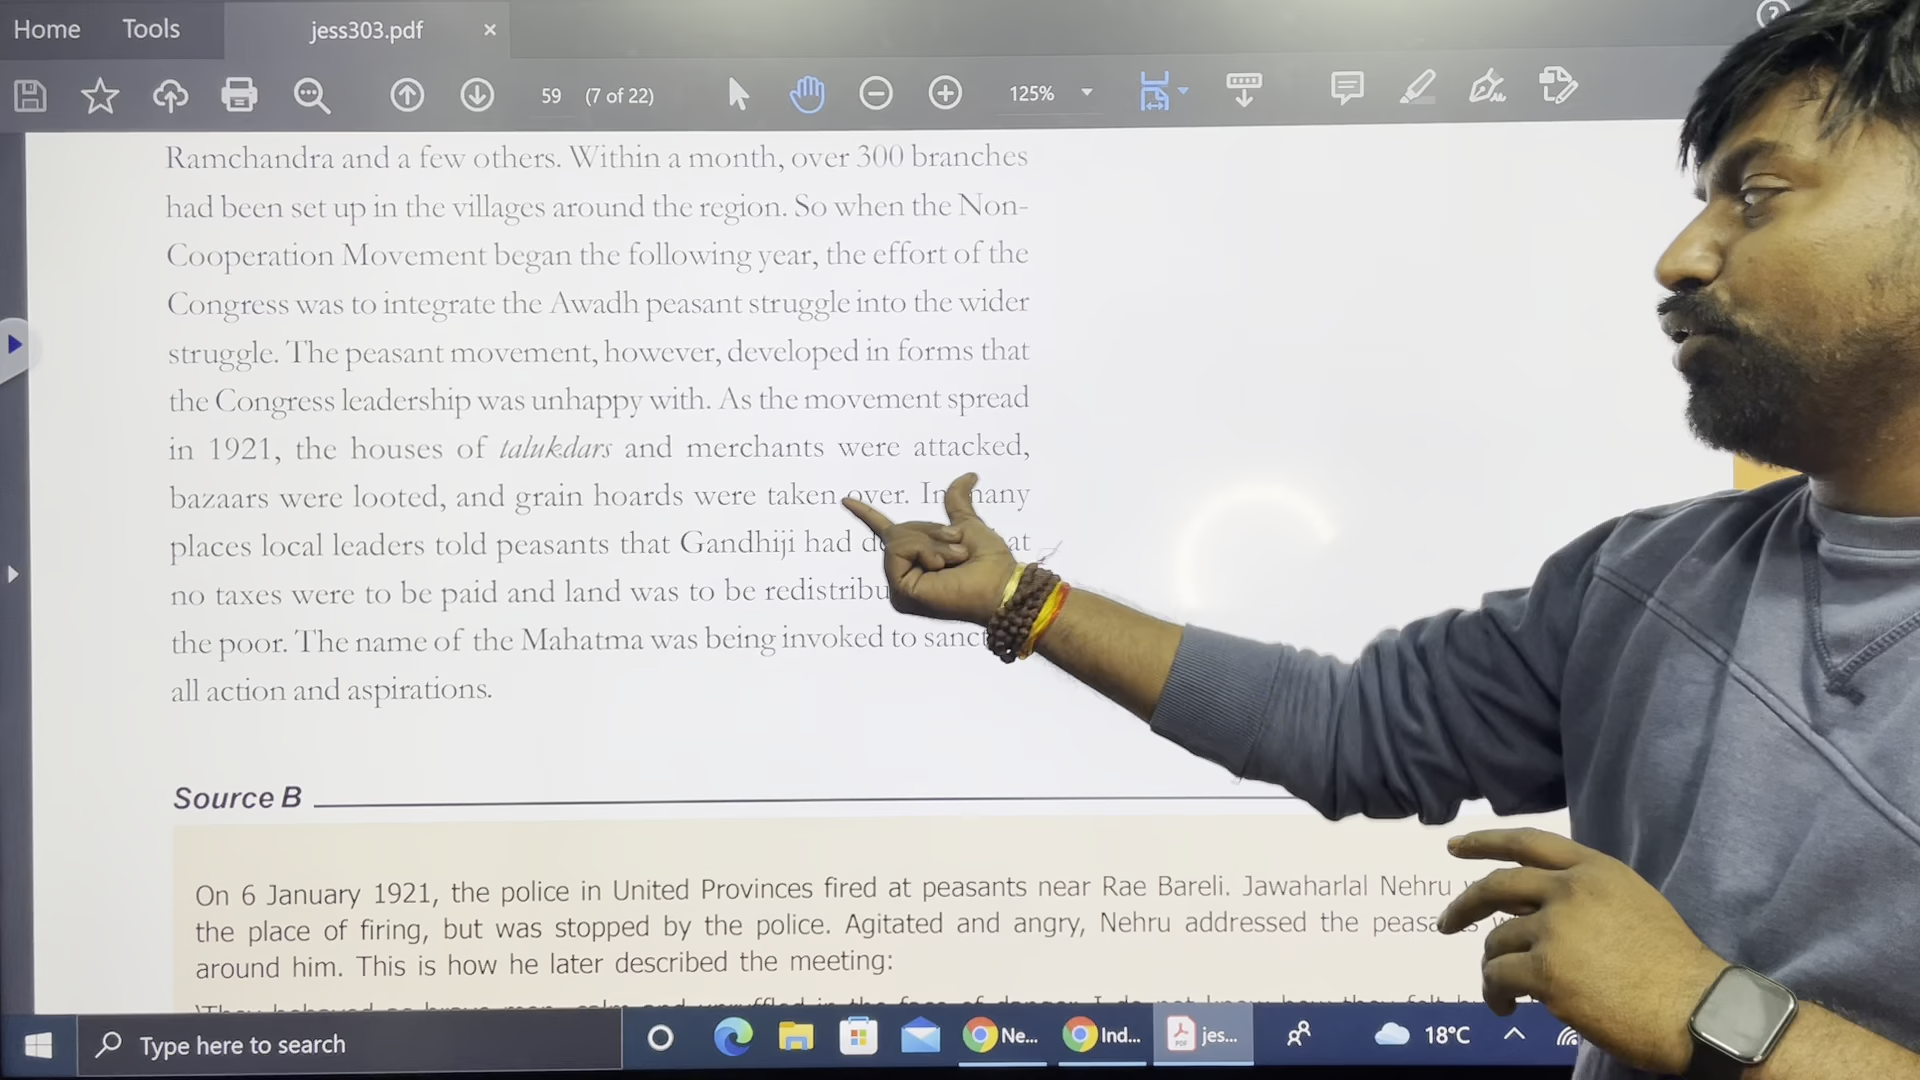 Home Tools jess303.pdf ×
59 (7 of 22) 125%
Ramchandra and a few others. Within a month, over 300 branches
had been set up in the villages around the region. So when the Non-
Cooperation Movement began the following year, the effort of the
Congress was to integrate the Awadh peasant struggle into the wider
struggle. The peasant movement, however, developed in forms that
the Congress leadership was unhappy with. As the movement spread
in 1921, the houses of talukdars and merchants were attacked,
bazaars were looted, and grain hoards were taken over. In many
places local leaders told peasants that Gandhiji had
no taxes were to be paid and land was to be
the poor. The name of the Mahatma was being invoked to
all action and aspirations.
Source B
On 6 January 1921, the police in United Provinces fired at peasants near Rae Bareli. Jawaharlal Nehru
the place of firing, but was stopped by the police. Agitated and angry, Nehru addressed the
around him. This is how he later described the meeting:
Type here to search Ne... Ind... jes... 18°C